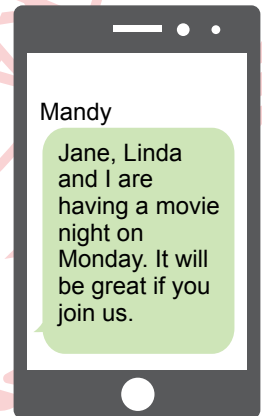 Mandy
Jane, Linda
and I are
having a movie
night on
Monday. It will
be great if you
join us.